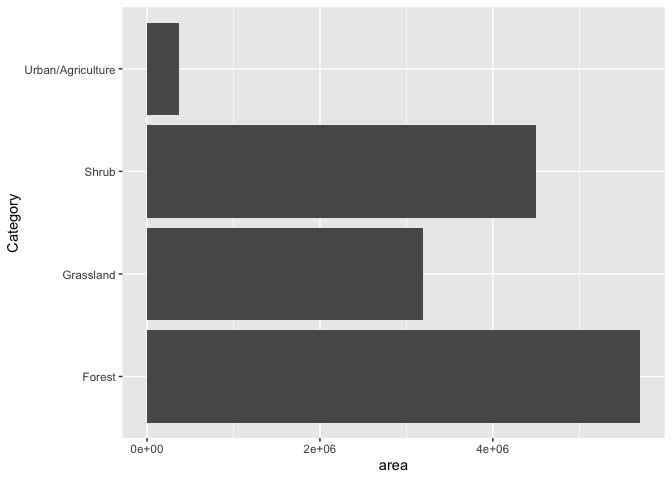 Urban/Agriculture
Shrub
Category
Grassland
Forest
0e+00 2e+06 4e+06
area